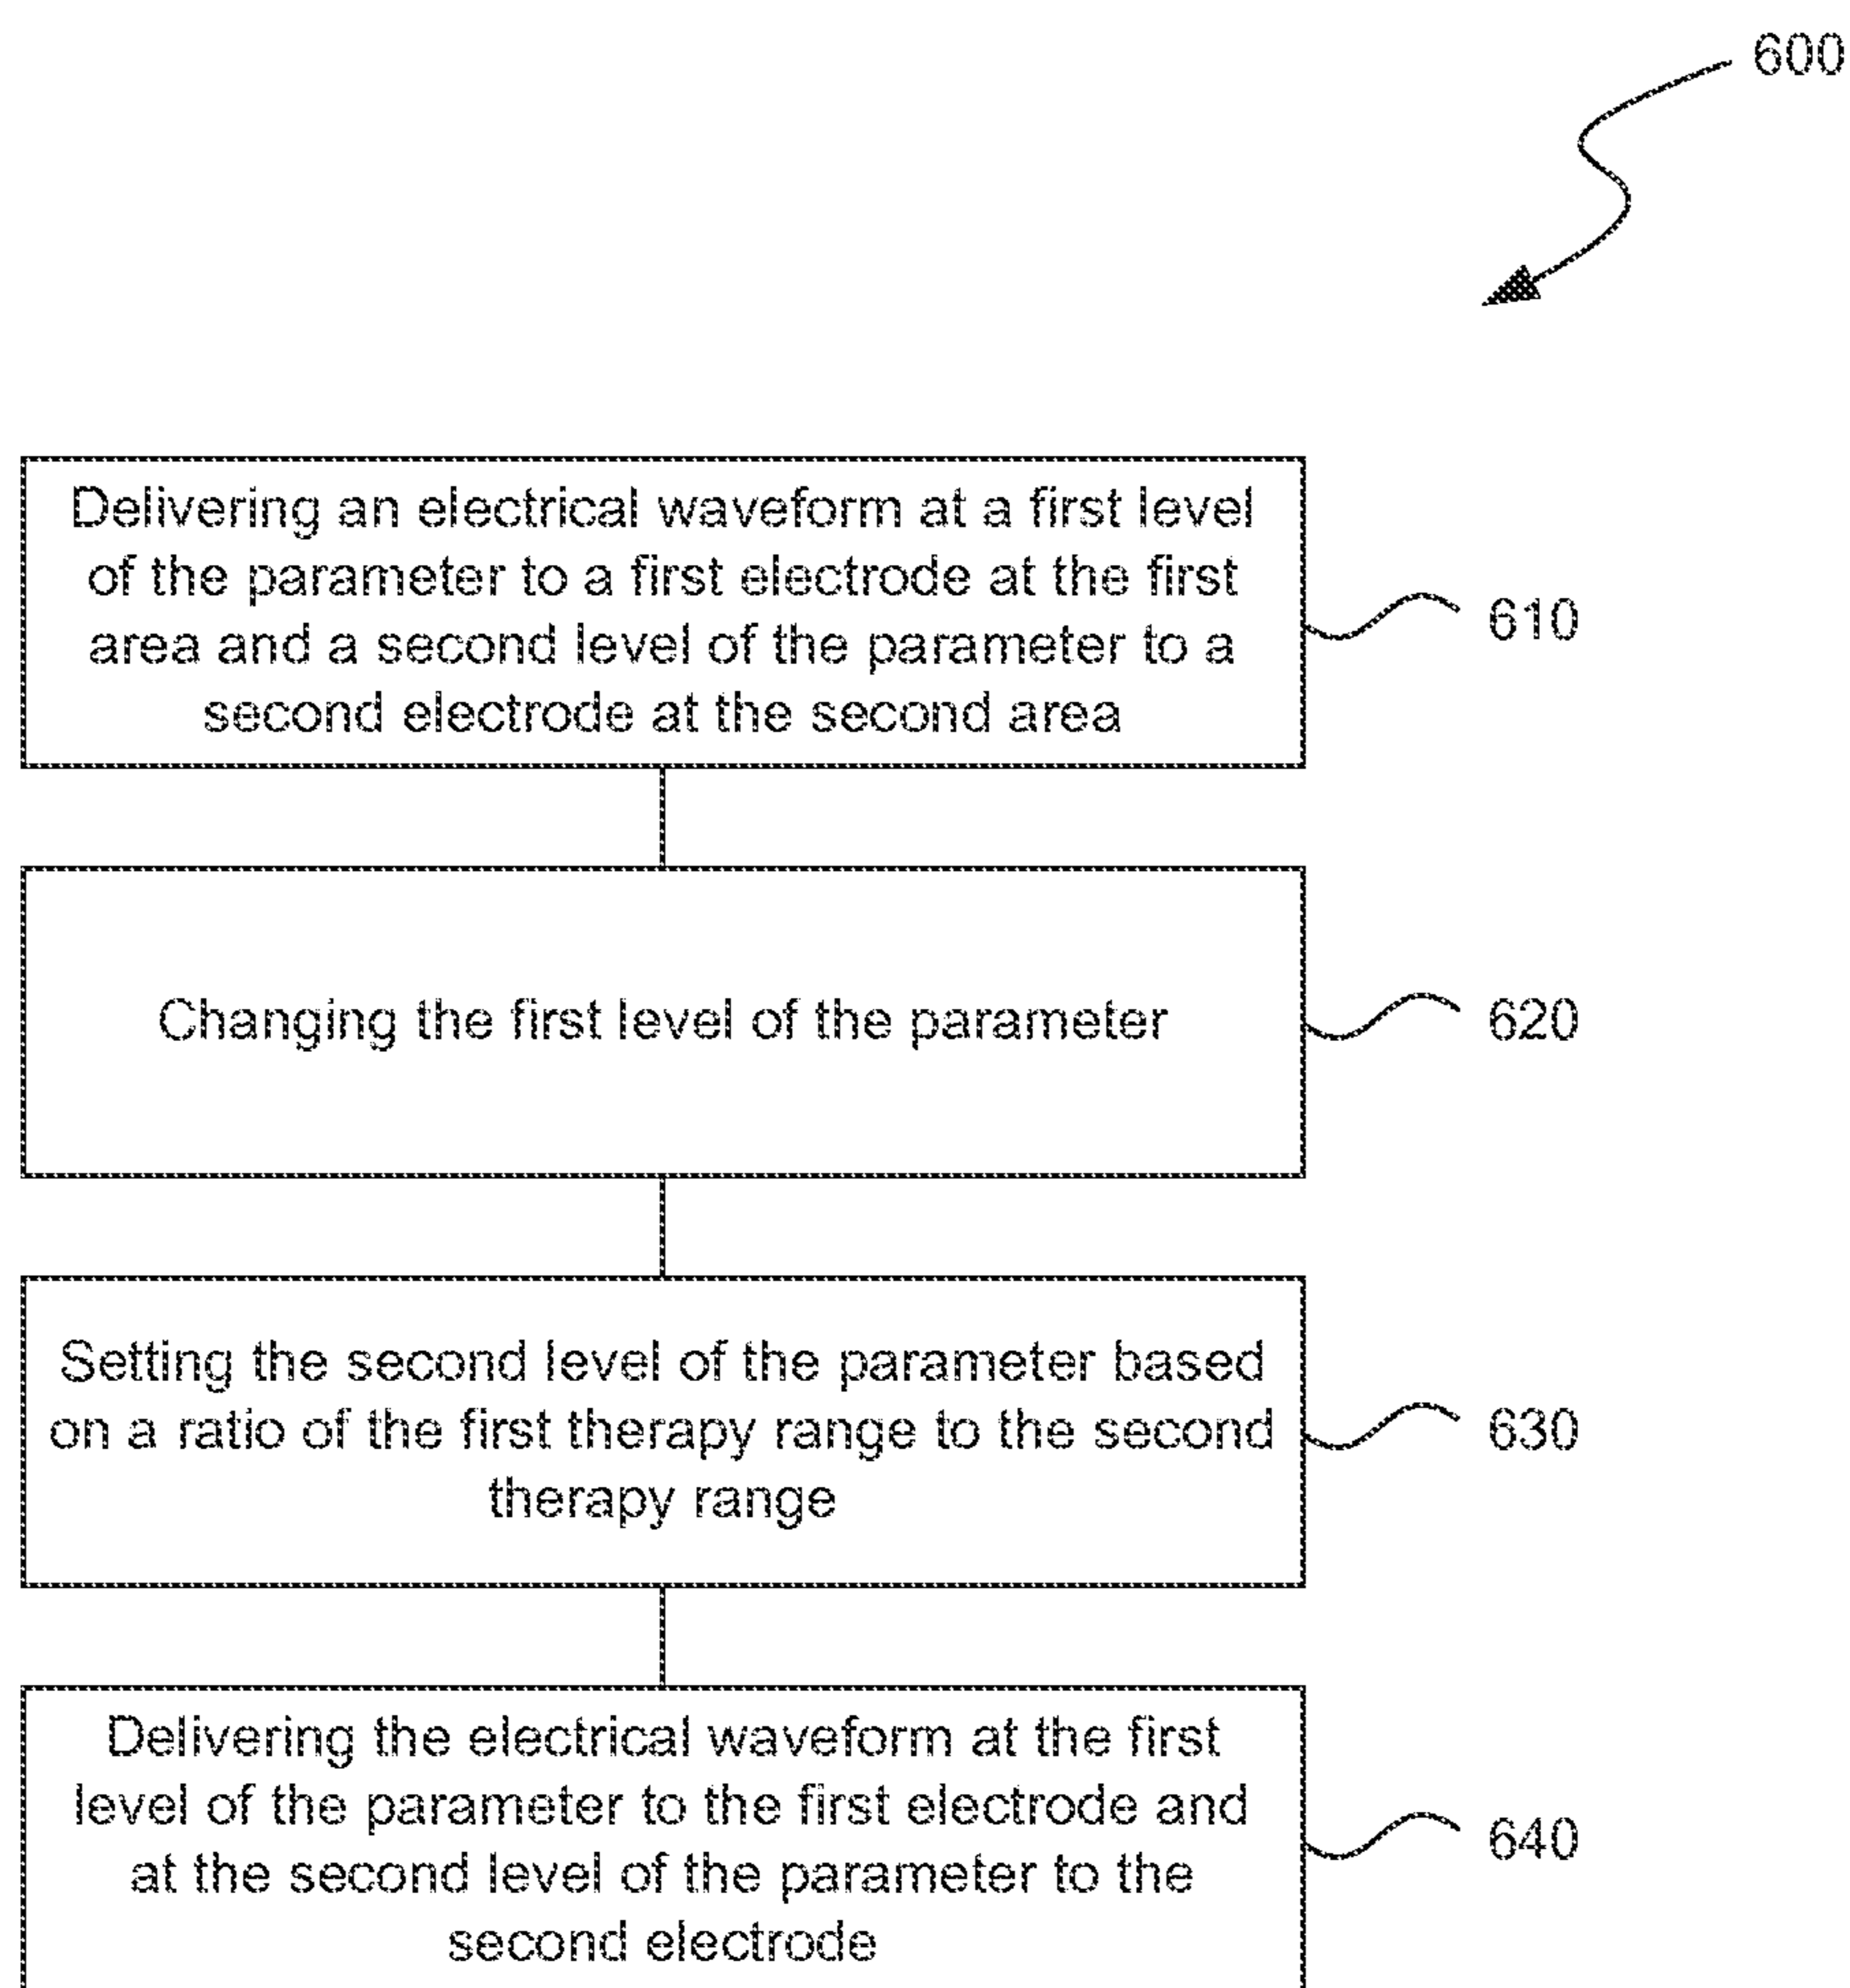 600
Delivering an electrical waveform at a first level
of the parameter to a first electrode at the first
area and a second level of the parameter to a
second electrode at the second area
610
Changing the first level of the parameter
620
Setting the second level of the parameter based
on a ratio of the first therapy range to the second
therapy range
630
Delivering the electrical waveform at the first
level of the parameter to the first electrode and
at the second level of the parameter to the
second electrode
640